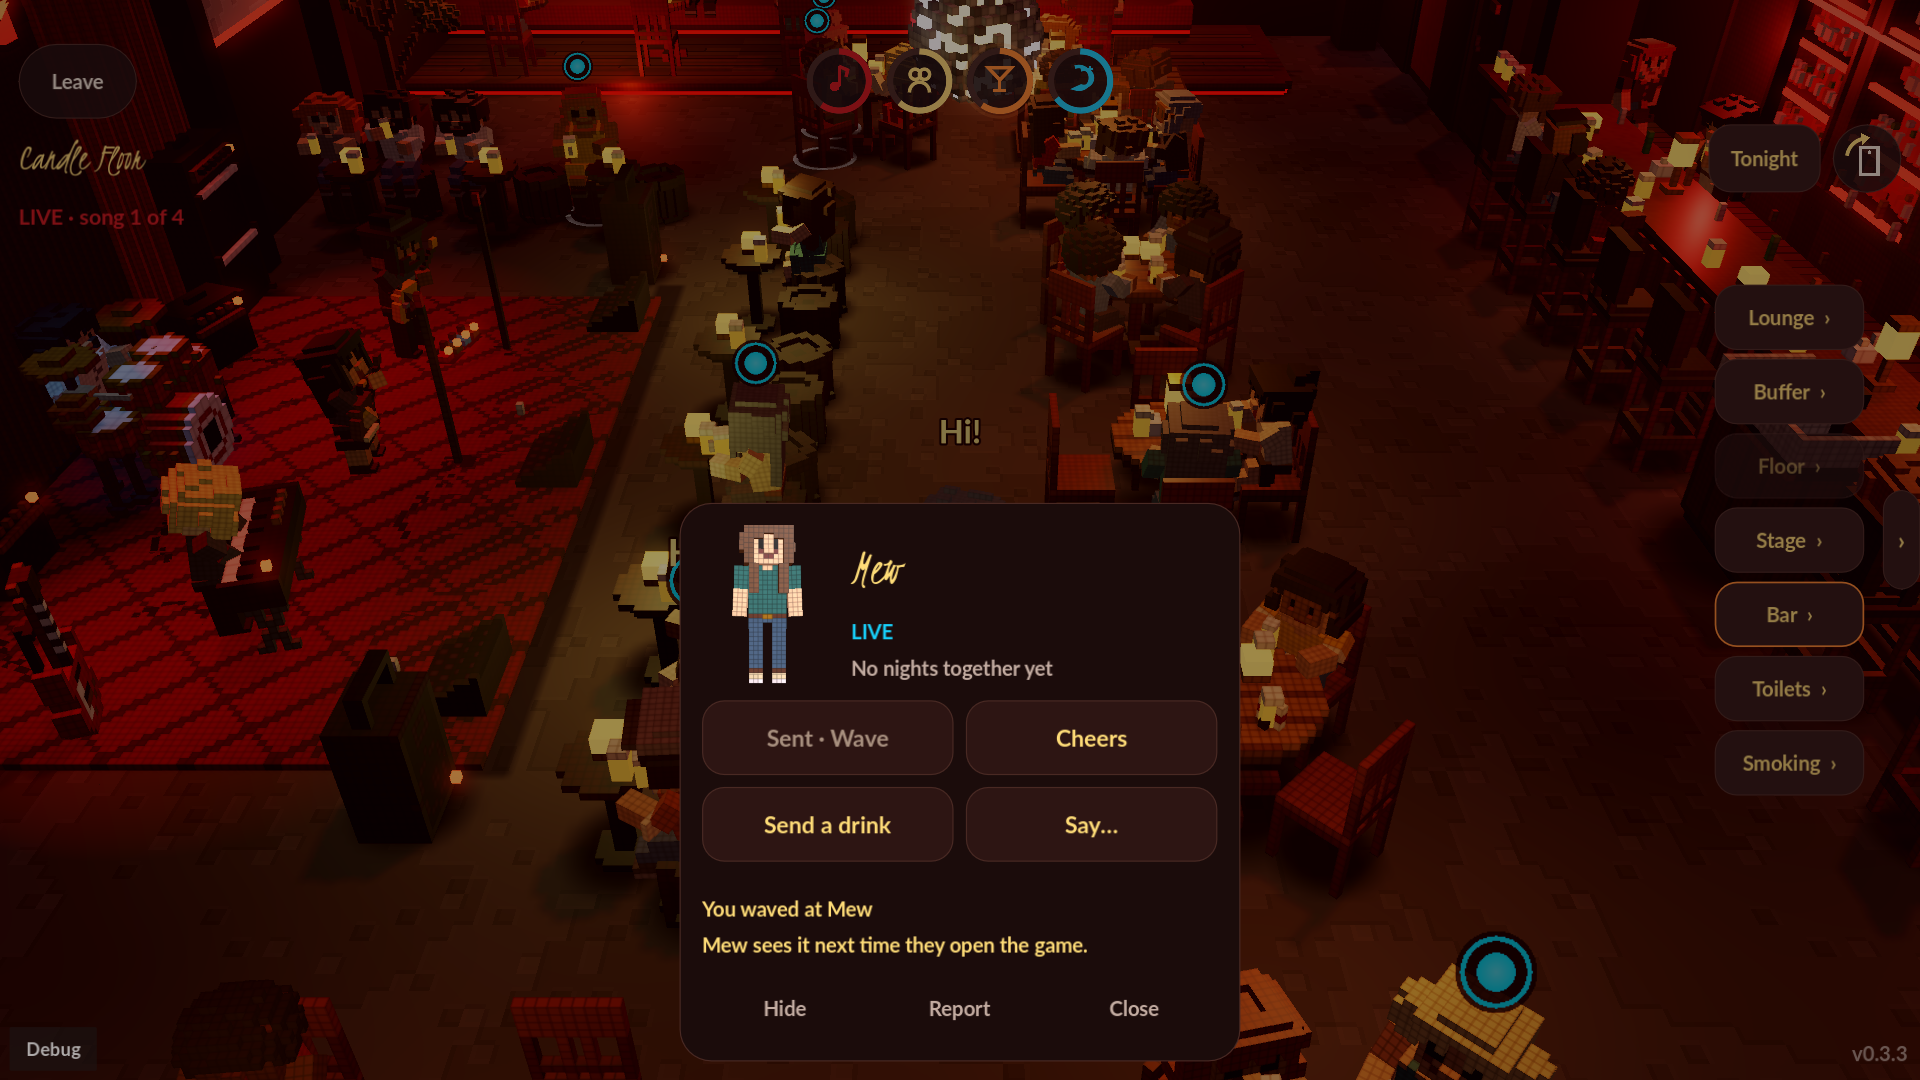 Leave
Candle Floor
LIVE · song 1 of 4
Tonight
Lounge ›
Buffer ›
Floor ›
Stage ›
Bar ›
Toilets ›
Smoking ›
›
Hi!
Mew
LIVE
No nights together yet
Sent · Wave
Cheers
Send a drink
Say...
You waved at Mew
Mew sees it next time they open the game.
Hide
Report
Close
Debug
v0.3.3